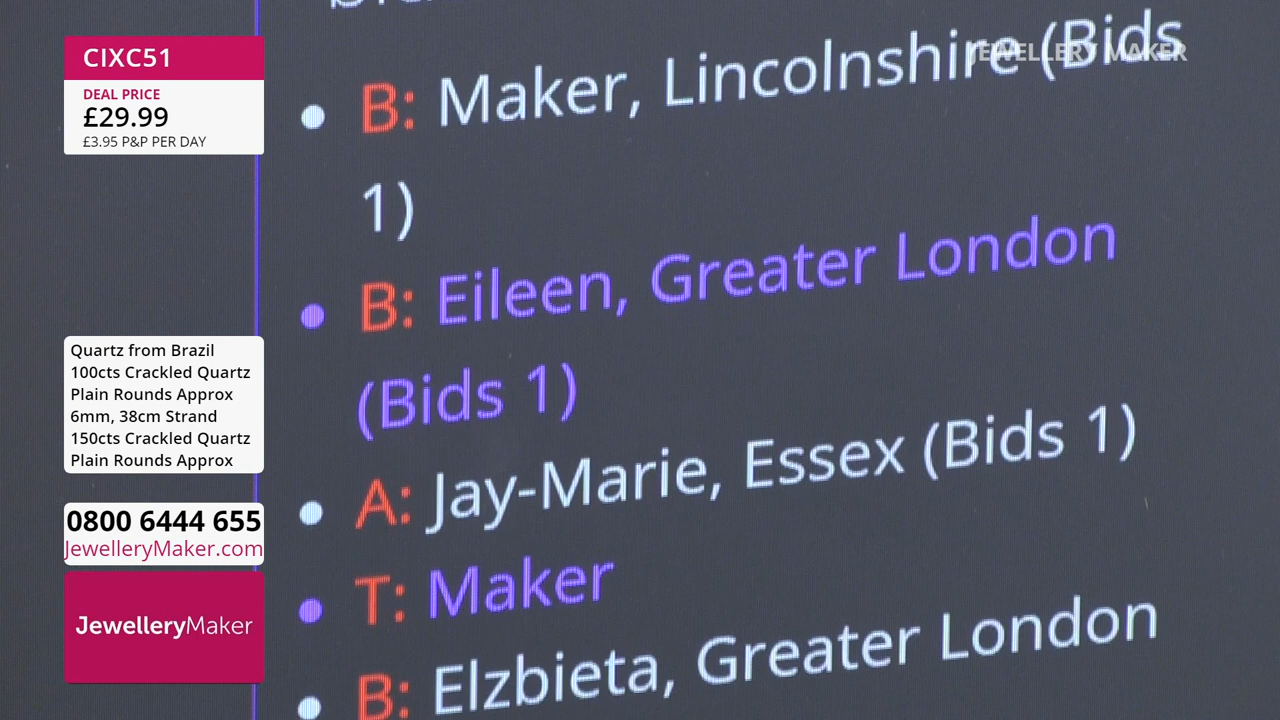 CIXC51
DEAL PRICE
£29.99
£3.95 P&P PER DAY
Quartz from Brazil
100cts Crackled Quartz
Plain Rounds Approx
6mm, 38cm Strand
150cts Crackled Quartz
Plain Rounds Approx
0800 6444 655
JewelleryMaker.com
JewelleryMaker
JEWELLERY MAKER
B: Maker, Lincolnshire (Bids
1)
B: Eileen, Greater London
(Bids 1)
A: Jay-Marie, Essex (Bids 1)
T: Maker
B: Elzbieta, Greater London